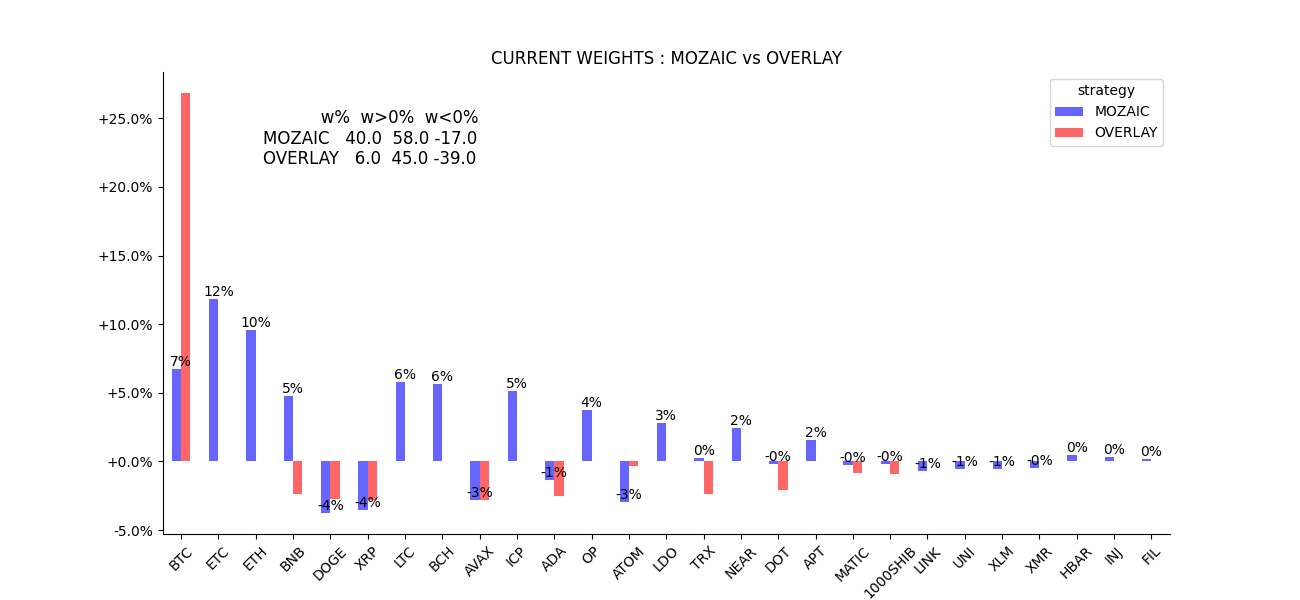 CURRENT WEIGHTS : MOZAIC vs OVERLAY
strategy
MOZAIC
OVERLAY
w% w>0% w<0%
MOZAIC 40.0 58.0 -17.0
OVERLAY 6.0 45.0 -39.0
+25.0%
+20.0%
+15.0%
+10.0%
+5.0%
+0.0%
-5.0%
7%
12%
10%
5%
-4%
-4%
6%
6%
-3%
5%
-1%
4%
-3%
3%
0%
2%
-0%
2%
-0%
-0%
-1%
-1%
-1%
-0%
0%
0%
0%
BTC
ETC
ETH
BNB
DOGE
XRP
LTC
BCH
AVAX
ICP
ADA
OP
ATOM
LDO
TRX
NEAR
DOT
APT
MATIC
1000SHIB
LINK
UNI
XLM
XMR
HBAR
INJ
FIL